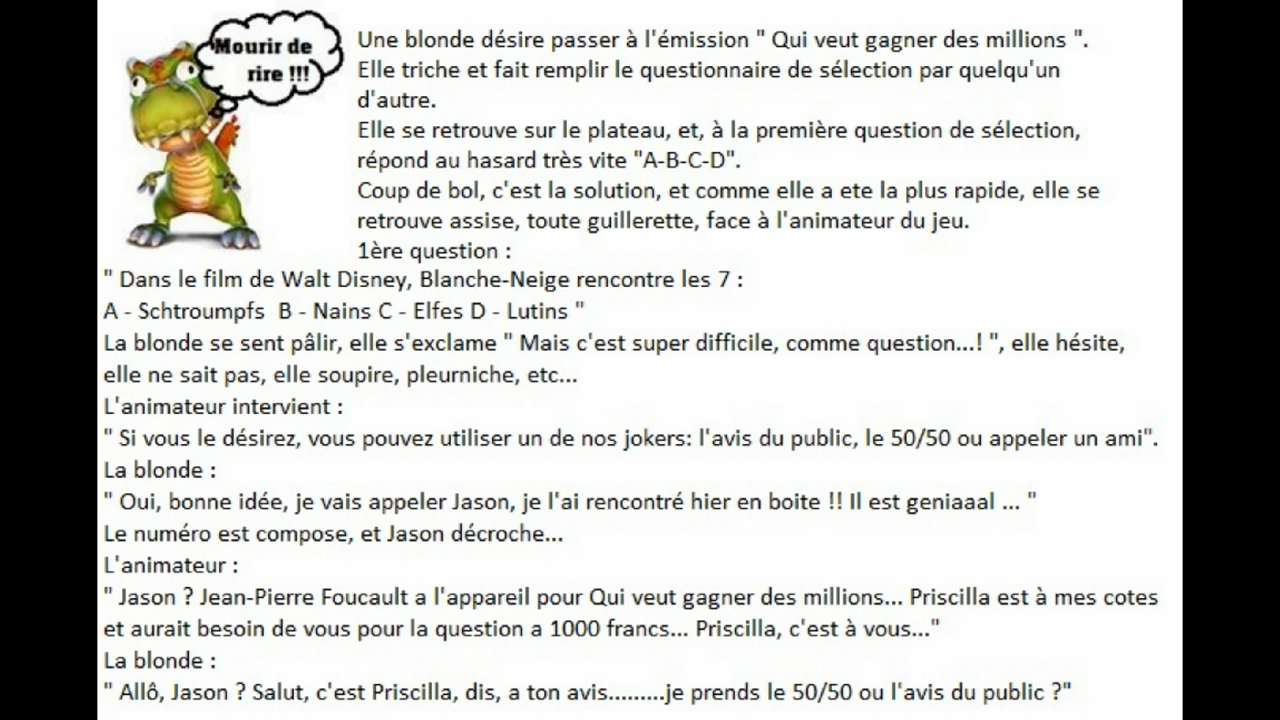 Mourir de
rire !!!
Une blonde désire passer à l'émission " Qui veut gagner des millions ".
Elle triche et fait remplir le questionnaire de sélection par quelqu'un
d'autre.
Elle se retrouve sur le plateau, et, à la première question de sélection,
répond au hasard très vite "A-B-C-D".
Coup de bol, c'est la solution, et comme elle a ete la plus rapide, elle se
retrouve assise, toute guillerette, face à l'animateur du jeu.
1ère question :
" Dans le film de Walt Disney, Blanche-Neige rencontre les 7 :
A - Schtroumpfs  B - Nains C - Elfes D - Lutins "
La blonde se sent pâlir, elle s'exclame " Mais c'est super difficile, comme question...! ", elle hésite,
elle ne sait pas, elle soupire, pleurniche, etc...
L'animateur intervient :
" Si vous le désirez, vous pouvez utiliser un de nos jokers: l'avis du public, le 50/50 ou appeler un ami".
La blonde :
" Oui, bonne idée, je vais appeler Jason, je l'ai rencontré hier en boite !! Il est geniaaal ... "
Le numéro est compose, et Jason décroche...
L'animateur :
" Jason ? Jean-Pierre Foucault a l'appareil pour Qui veut gagner des millions... Priscilla est à mes cotes
et aurait besoin de vous pour la question a 1000 francs... Priscilla, c'est à vous..."
La blonde :
" Allô, Jason ? Salut, c'est Priscilla, dis, a ton avis.........je prends le 50/50 ou l'avis du public ?"